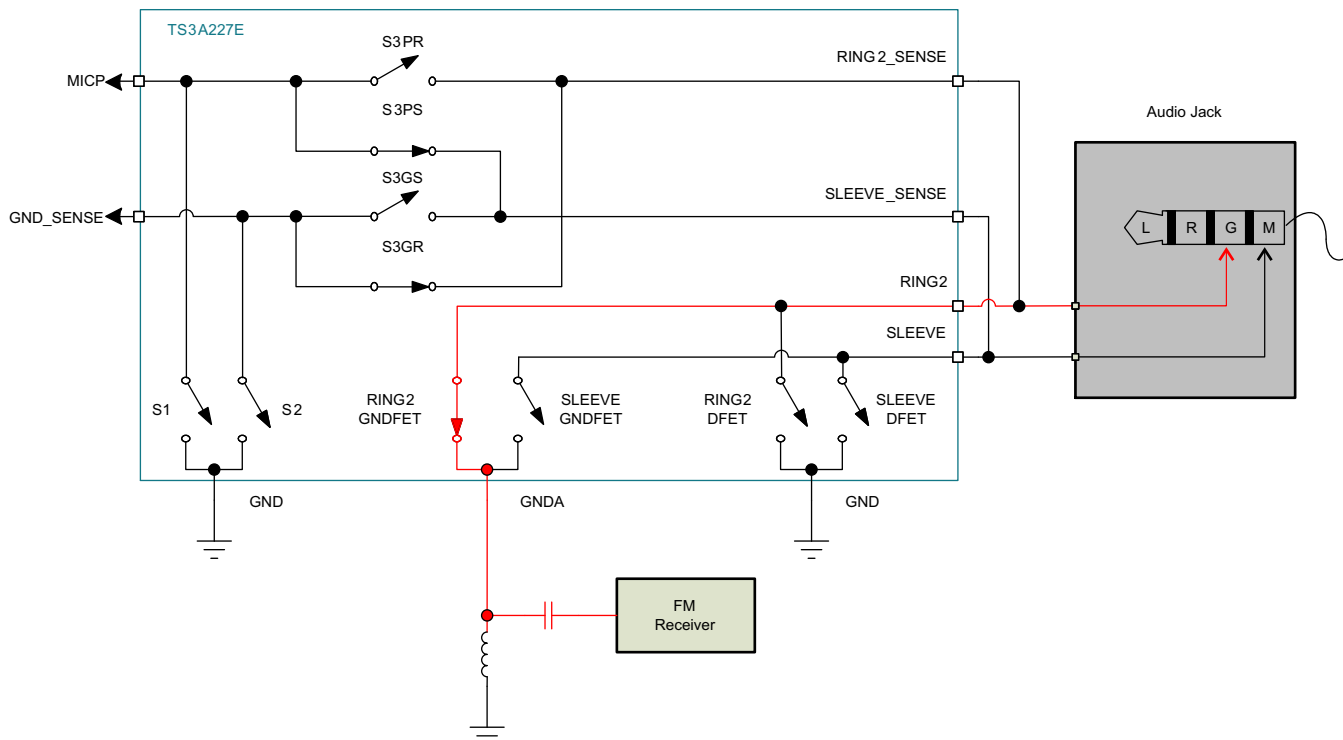 TS3A227E
S3PR
MICP
RING2_SENSE
S3PS
Audio Jack
S3GS
SLEEVE_SENSE
GND_SENSE
L R G M
S3GR
RING2
SLEEVE
S1
S2
RING2
GNDFET
SLEEVE
GNDFET
RING2
DFET
SLEEVE
DFET
GND
GNDA
GND
FM
Receiver